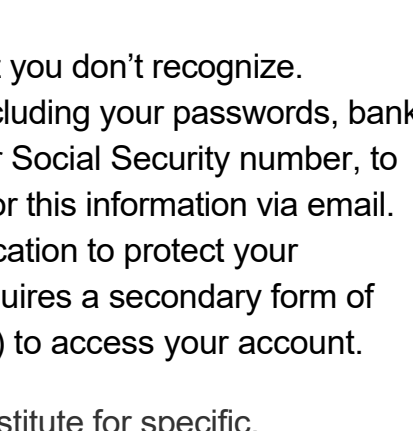 you don’t recognize.
cluding your passwords, bank
Social Security number, to
or this information via email.
cation to protect your
uires a secondary form of
) to access your account.
stitute for specific.